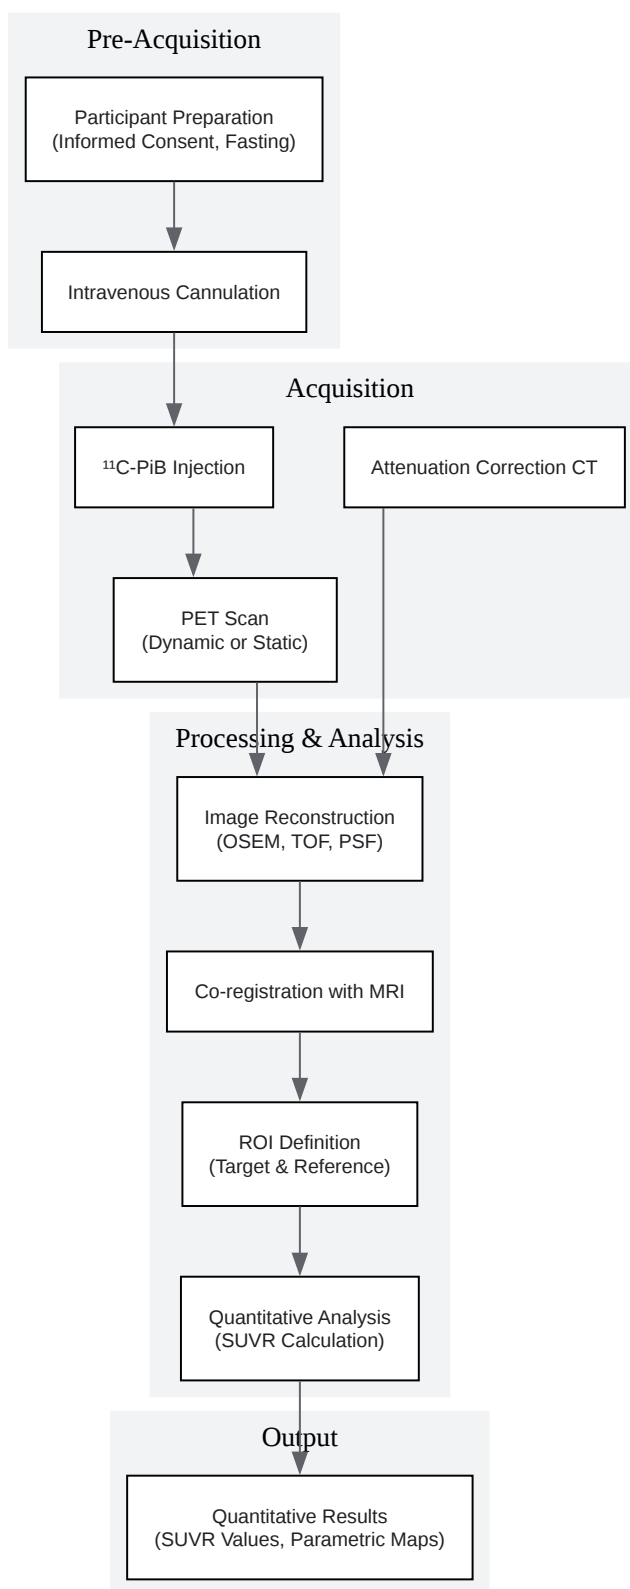 Pre-Acquisition
Participant Preparation
(Informed Consent, Fasting)
Intravenous Cannulation
Acquisition
¹¹C-PiB Injection
Attenuation Correction CT
PET Scan
(Dynamic or Static)
Processing & Analysis
Image Reconstruction
(OSEM, TOF, PSF)
Co-registration with MRI
ROI Definition
(Target & Reference)
Quantitative Analysis
(SUVR Calculation)
Output
Quantitative Results
(SUVR Values, Parametric Maps)